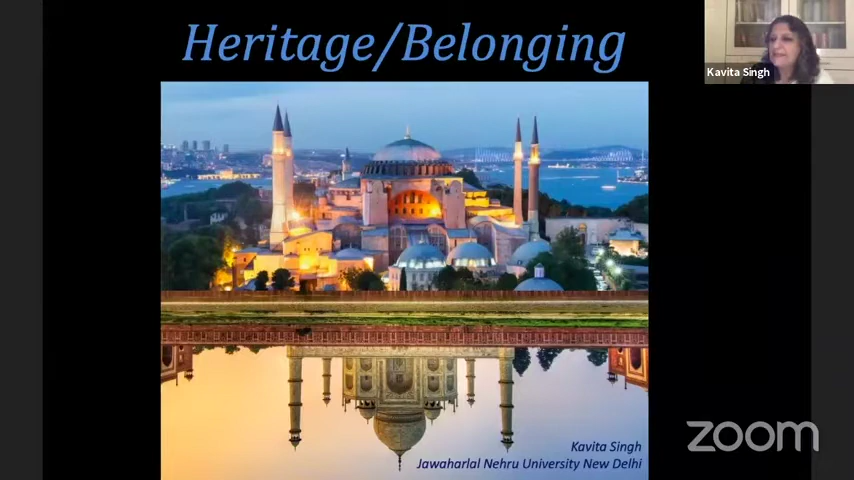 Heritage/Belonging
Kavita Singh
Kavita Singh
Jawaharlal Nehru University New Delhi
zoom